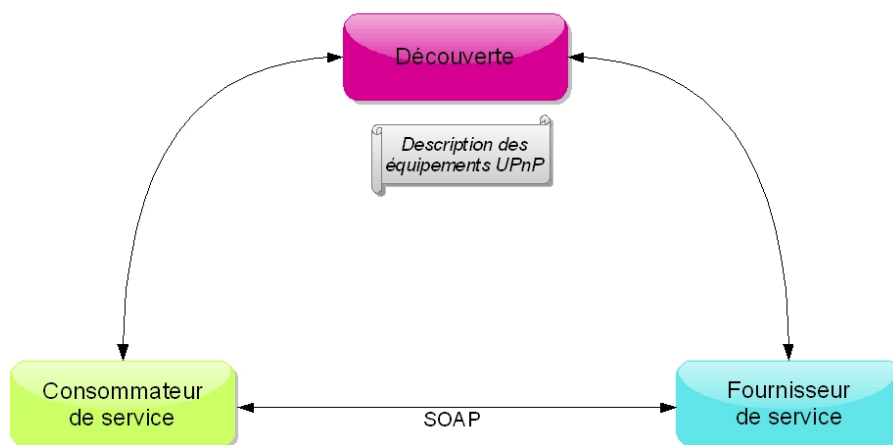 Découverte
Description des
équipements UPnP
Consommateur
de service
SOAP
Fournisseur
de service